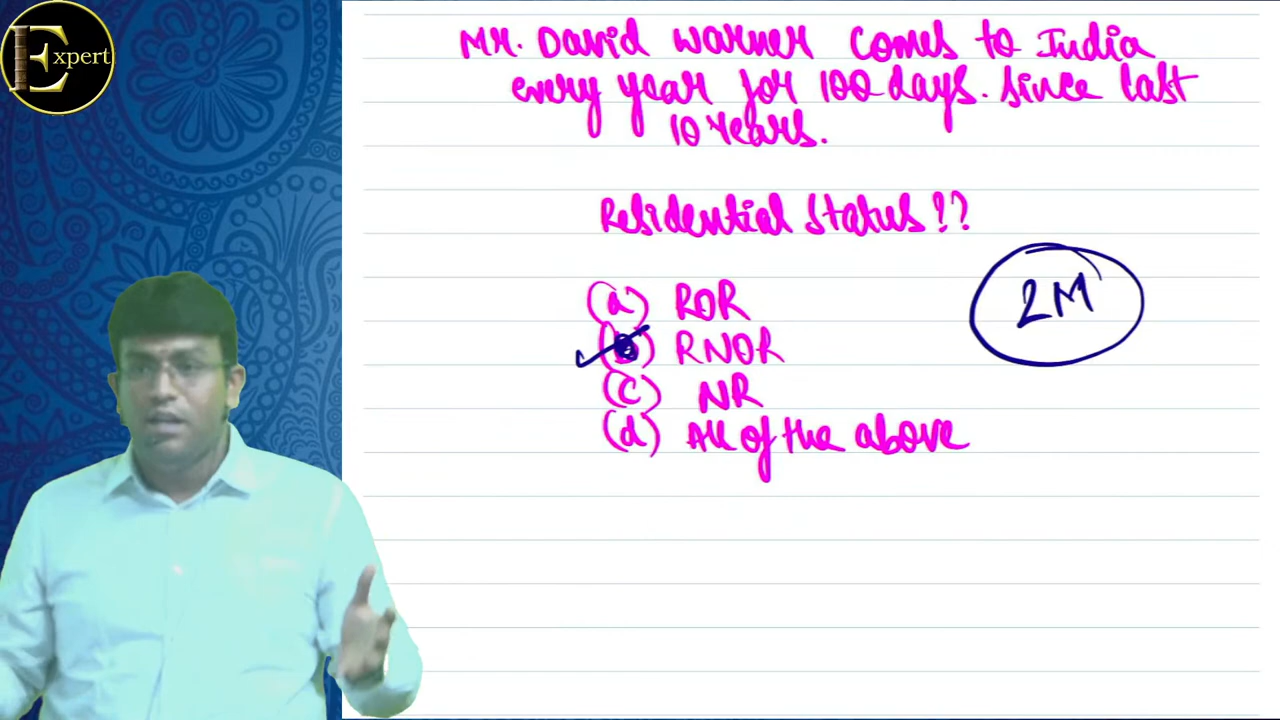 Expert
Mr. David Warner Comes to India
every year for 100 days. Since last
10 Years.
Residential Status !??
(a) ROR
(b) RNOR
(c) NR
(d) All of the above
2M